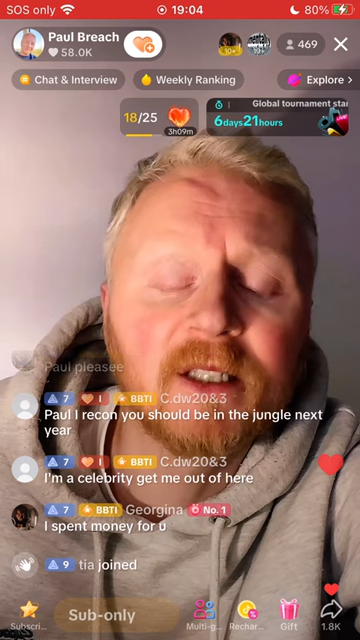 SOS only 19:04 80%
Paul Breach
58.0K
10+
10+
469
Chat & Interview
Weekly Ranking
Explore >
18/25
3h09m
Global tournament star
6days21hours
Paul pleasee
7 I BBTI C.dw20&3
Paul I recon you should be in the jungle next
year
7 I BBTI C.dw20&3
I'm a celebrity get me out of here
7 BBTI Georgina No. 1
I spent money for u
9 tia joined
Subscri...
Sub-only
Multi-g...
Rechar...
Gift
1.8K